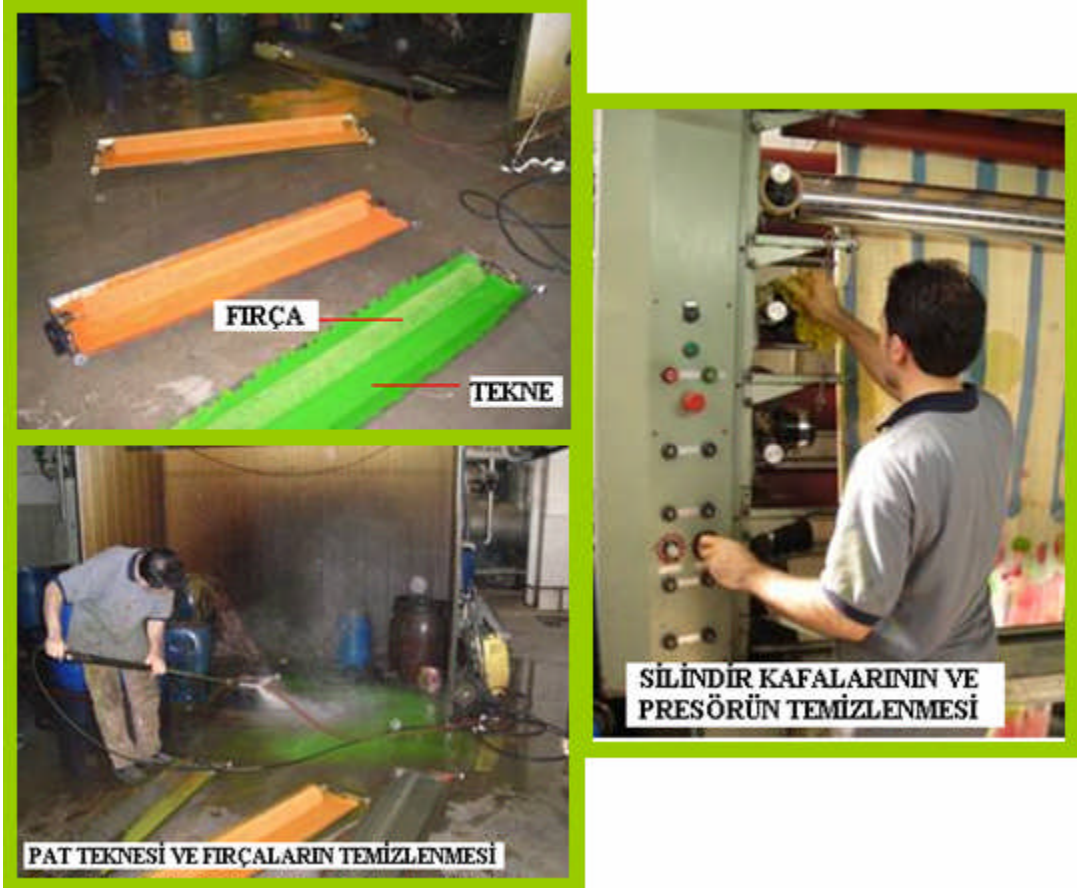 FIRÇA
TEKNE
PAT TEKNESİ VE FIRÇALARIN TEMİZLENMESİ
SİLİNDİR KAFALARININ VE
PRESÖRÜN TEMİZLENMESİ